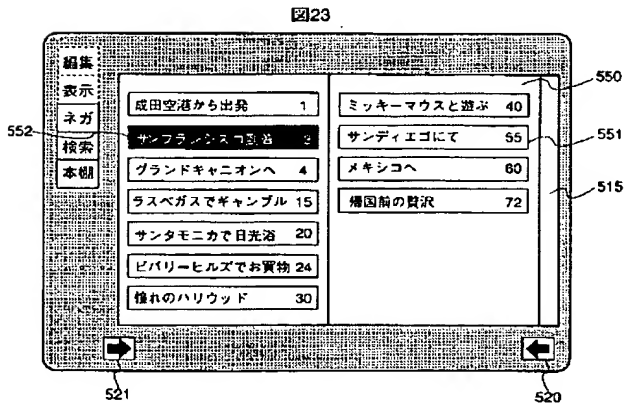 図23
編集
表示
ネガ
検索
本棚
成田空港から出発 1
サンフランシスコ到着 3
グランドキャニオンへ 4
ラスベガスでギャンブル 15
サンタモニカで日光浴 20
ビバリーヒルズでお買物 24
憧れのハリウッド 30
ミッキーマウスと遊ぶ 40
サンディエゴにて 55
メキシコへ 60
帰国前の贅沢 72
550
551
515
552
521
520